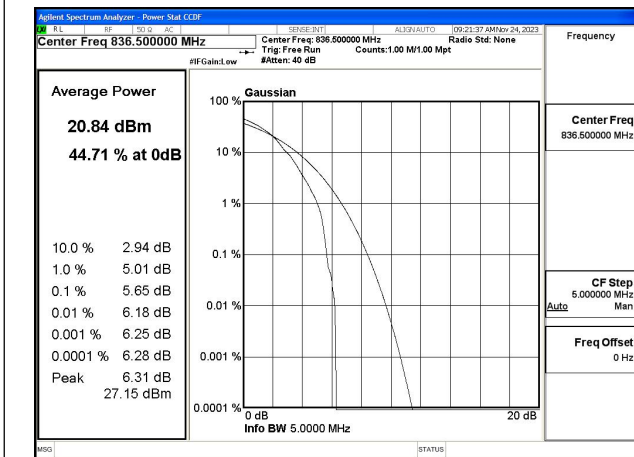 Agilent Spectrum Analyzer - Power Stat CCDF
RL RF 50 Ω AC SENSE:INT ALIGN AUTO 09:21:37 AM Nov 24, 2023
Center Freq 836.500000 MHz Center Freq: 836.500000 MHz Radio Std: None
Trig: Free Run Counts:1.00 M/1.00 Mpt
#IFGain:Low #Atten: 40 dB
Frequency
Average Power
20.84 dBm
44.71 % at 0dB
10.0 % 2.94 dB
1.0 % 5.01 dB
0.1 % 5.65 dB
0.01 % 6.18 dB
0.001 % 6.25 dB
0.0001 % 6.28 dB
Peak 6.31 dB
27.15 dBm
100 % Gaussian
10 %
1 %
0.1 %
0.01 %
0.001 %
0.0001 %
0 dB 20 dB
Info BW 5.0000 MHz
Center Freq
836.500000 MHz
CF Step
5.000000 MHz
Auto Man
Freq Offset
0 Hz
MSG STATUS